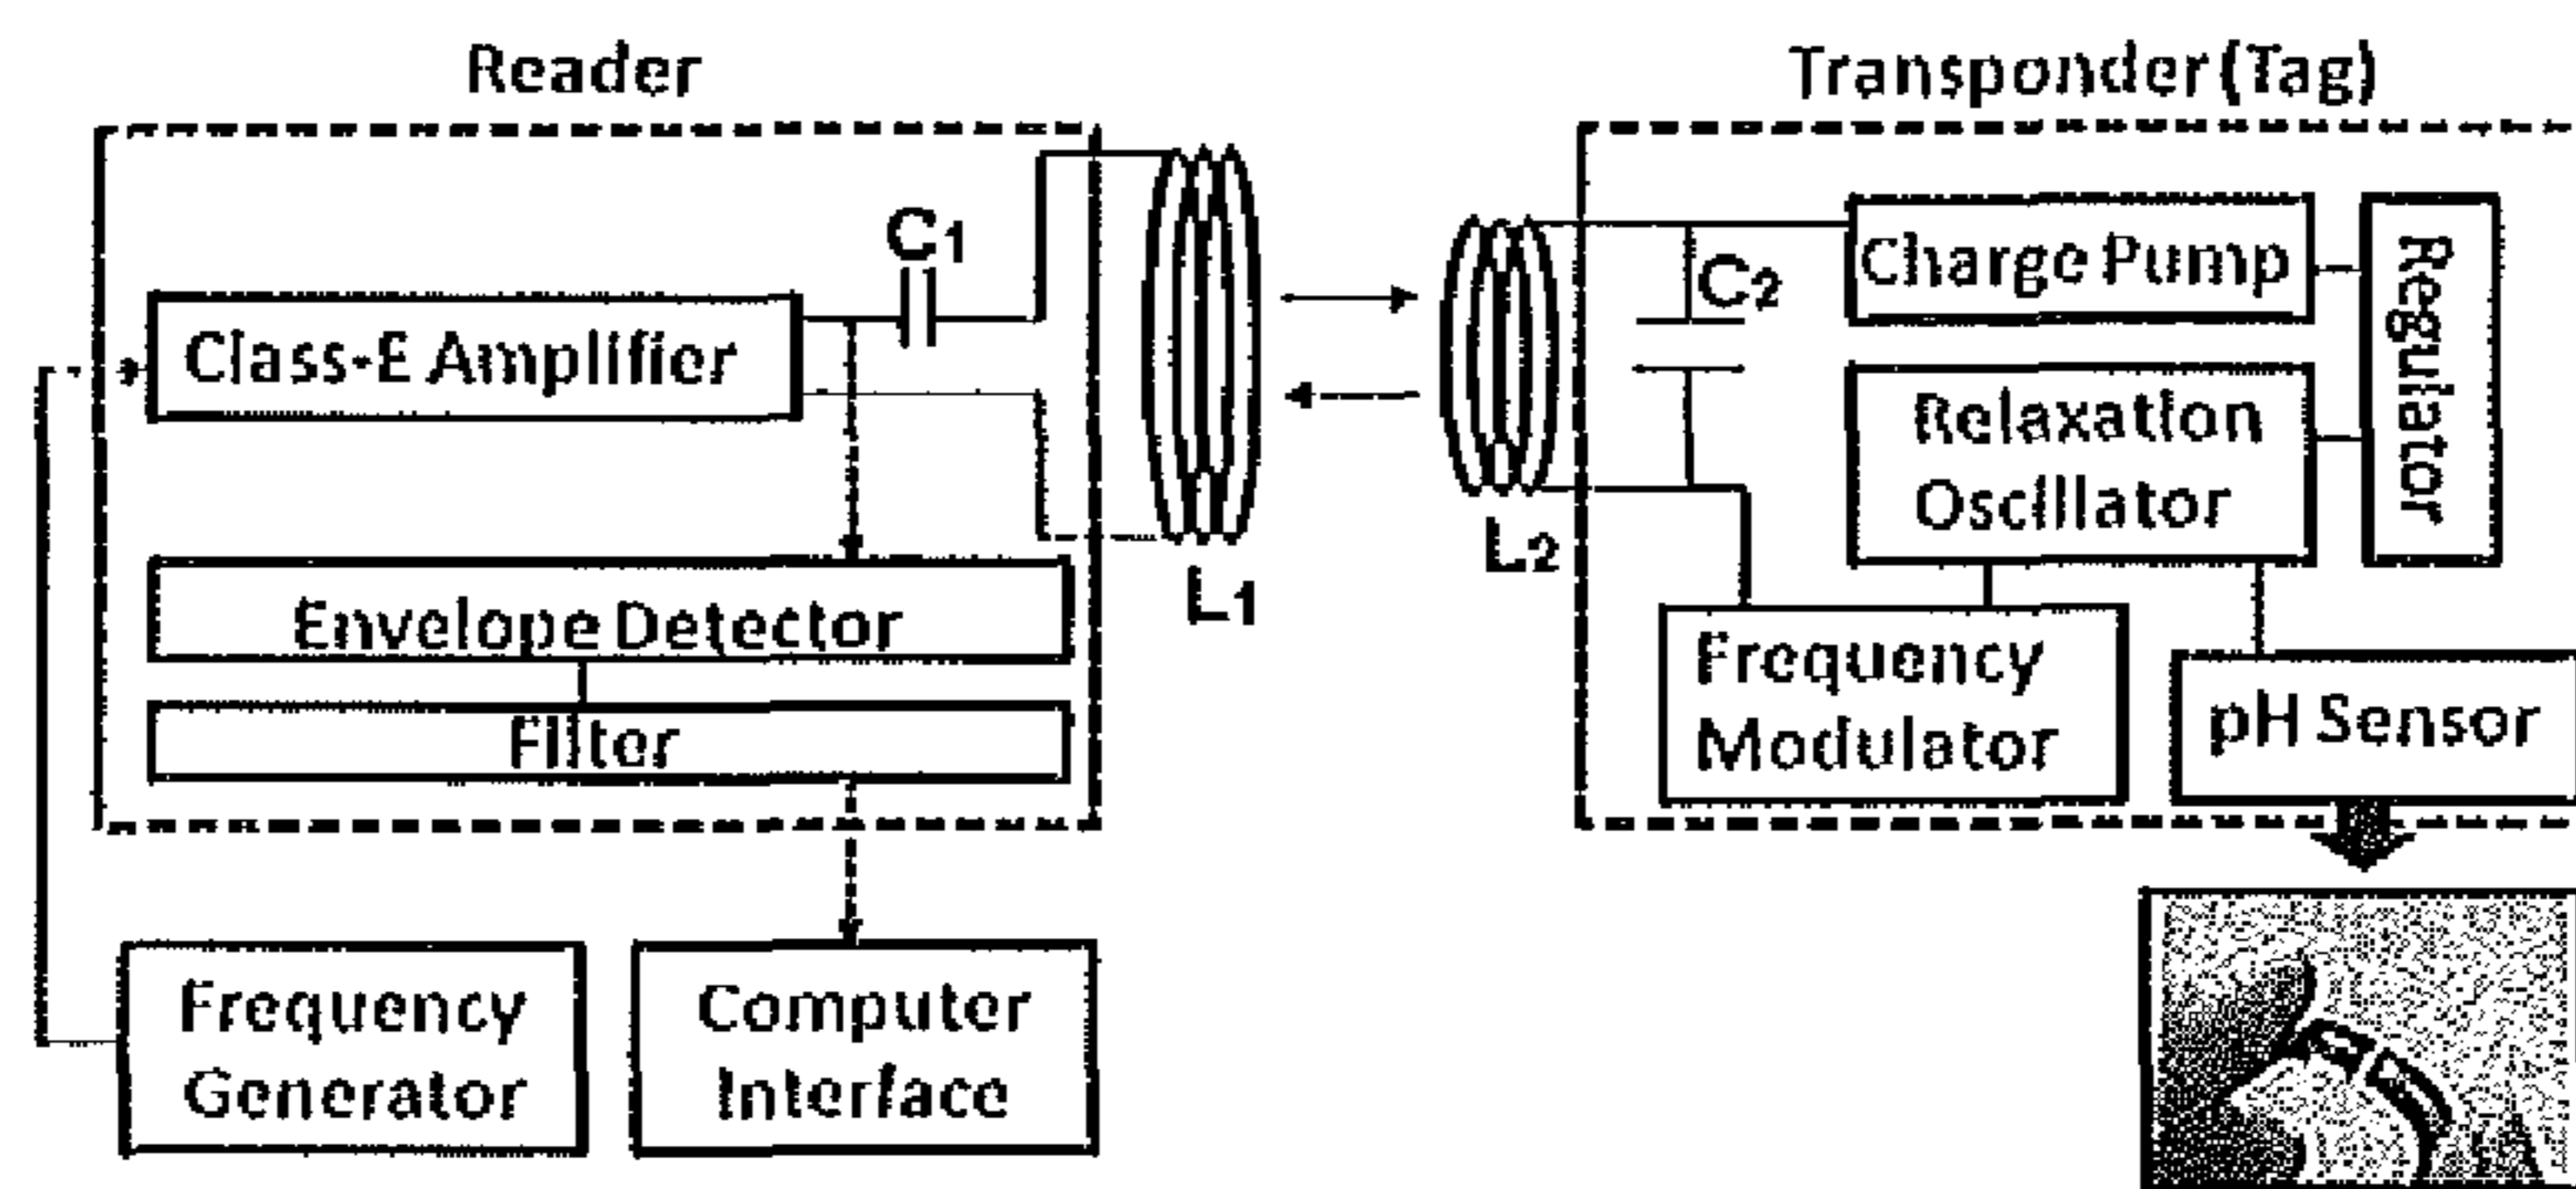 Reader
Transponder (Tag)
C1
Class-E Amplifier
Envelope Detector
Filter
L1
Frequency
Generator
Computer
Interface
L2
C2
Charge Pump
Regulator
Relaxation
Oscillator
Frequency
Modulator
pH Sensor